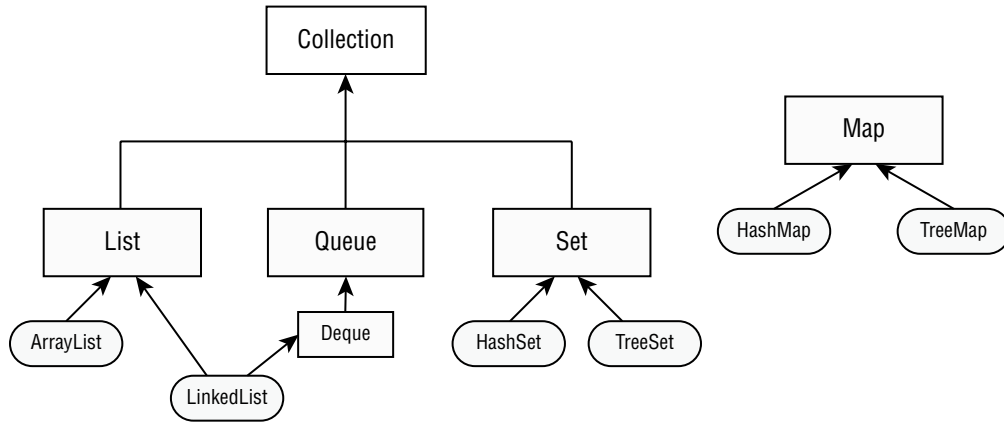 Collection
Map
HashMap
TreeMap
List
Queue
Set
ArrayList
Deque
HashSet
TreeSet
LinkedList